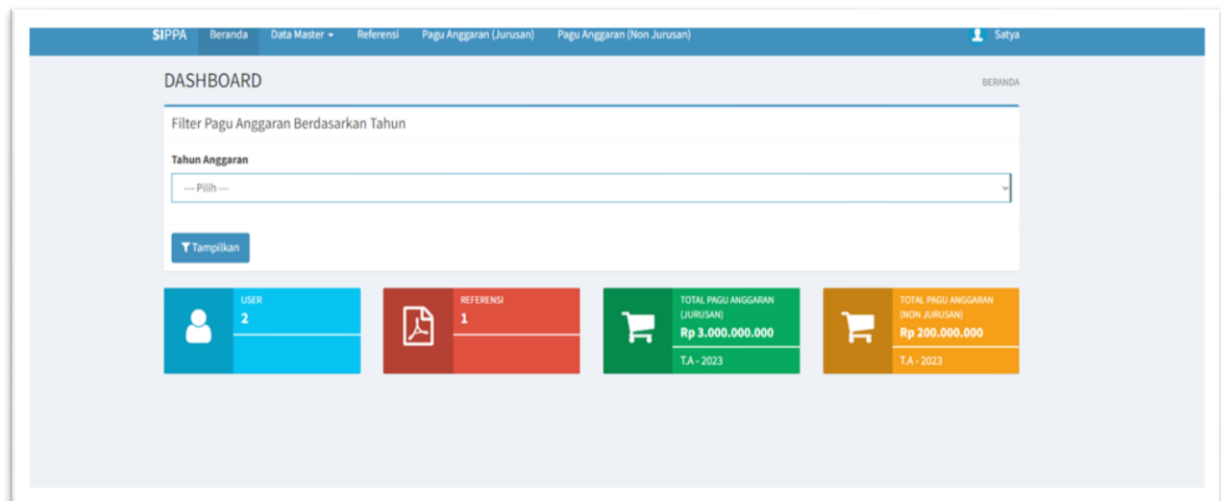 SIPPA Beranda Data Master Referensi Pagu Anggaran (Jurusan) Pagu Anggaran (Non Jurusan) Satya
DASHBOARD
BERANDA
Filter Pagu Anggaran Berdasarkan Tahun
Tahun Anggaran
--- Pilih ---
Tampilkan
USER
2
REFERENSI
1
TOTAL PAGU ANGGARAN
(JURUSAN)
Rp 3.000.000.000
T.A - 2023
TOTAL PAGU ANGGARAN
(NON JURUSAN)
Rp 200.000.000
T.A - 2023